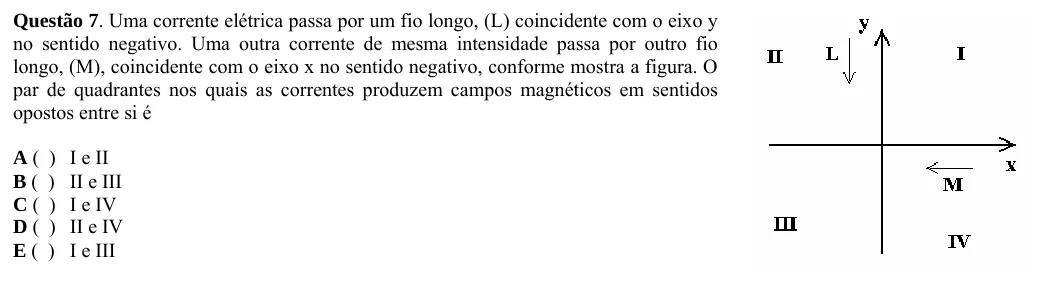 Questão 7. Uma corrente elétrica passa por um fio longo, (L) coincidente com o eixo y
no sentido negativo. Uma outra corrente de mesma intensidade passa por outro fio
longo, (M), coincidente com o eixo x no sentido negativo, conforme mostra a figura. O
par de quadrantes nos quais as correntes produzem campos magnéticos em sentidos
opostos entre si é
A ( ) I e II
B ( ) II e III
C ( ) I e IV
D ( ) II e IV
E ( ) I e III
y
II
L
I
x
M
III
IV